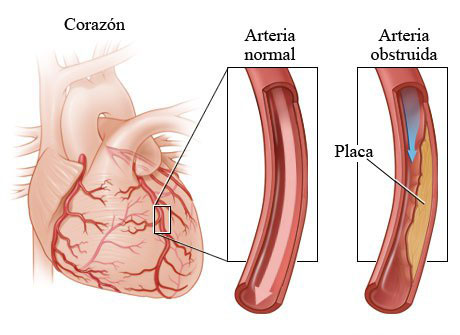 Corazón
Arteria
normal
Arteria
obstruida
Placa